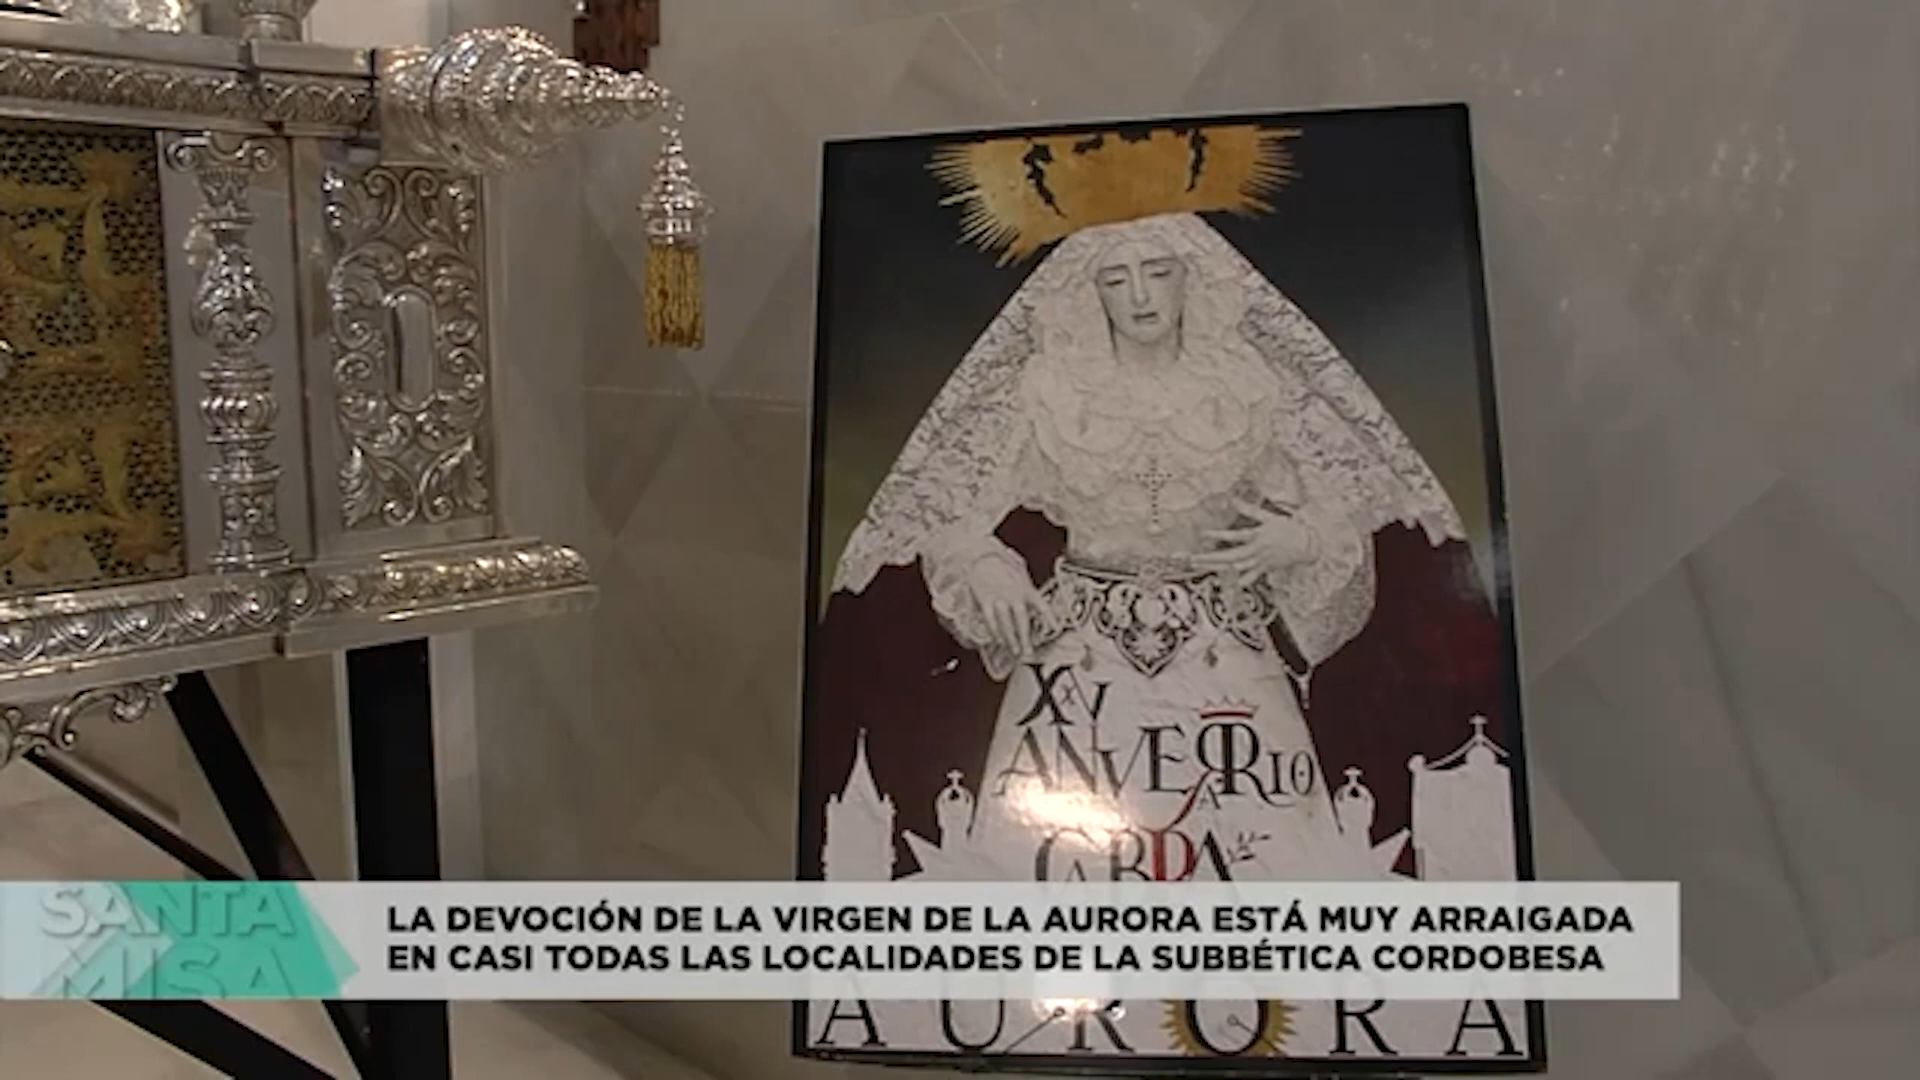 XXV
ANVERRIO
CABRA
SANTA
MISA
LA DEVOCIÓN DE LA VIRGEN DE LA AURORA ESTÁ MUY ARRAIGADA
EN CASI TODAS LAS LOCALIDADES DE LA SUBBÉTICA CORDOBESA
AURORA